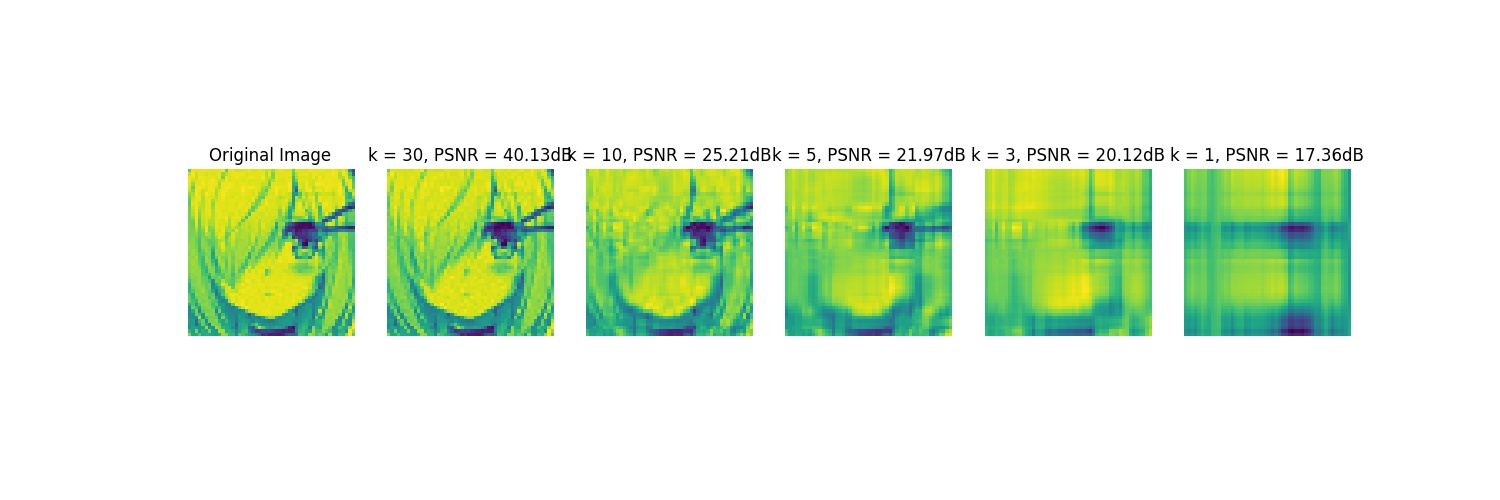 Original Image
k = 30, PSNR = 40.13dB
k = 10, PSNR = 25.21dB
k = 5, PSNR = 21.97dB
k = 3, PSNR = 20.12dB
k = 1, PSNR = 17.36dB